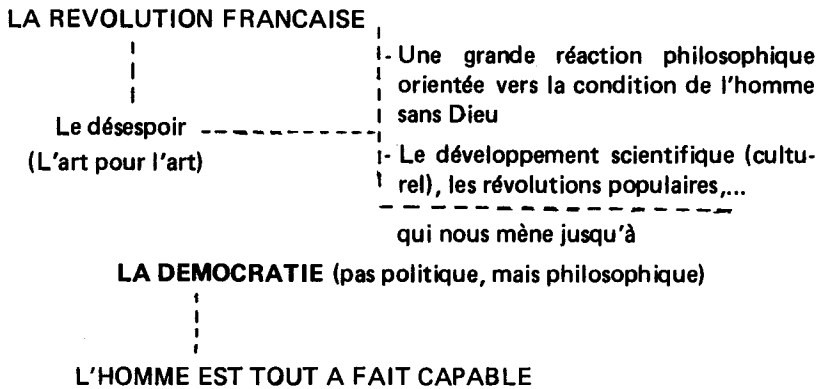 LA REVOLUTION FRANCAISE
- Une grande réaction philosophique
orientée vers la condition de l'homme
sans Dieu
Le désespoir
(L'art pour l'art)
- Le développement scientifique (cultu-
rel), les révolutions populaires,...
qui nous mène jusqu'à
LA DEMOCRATIE (pas politique, mais philosophique)
L'HOMME EST TOUT A FAIT CAPABLE